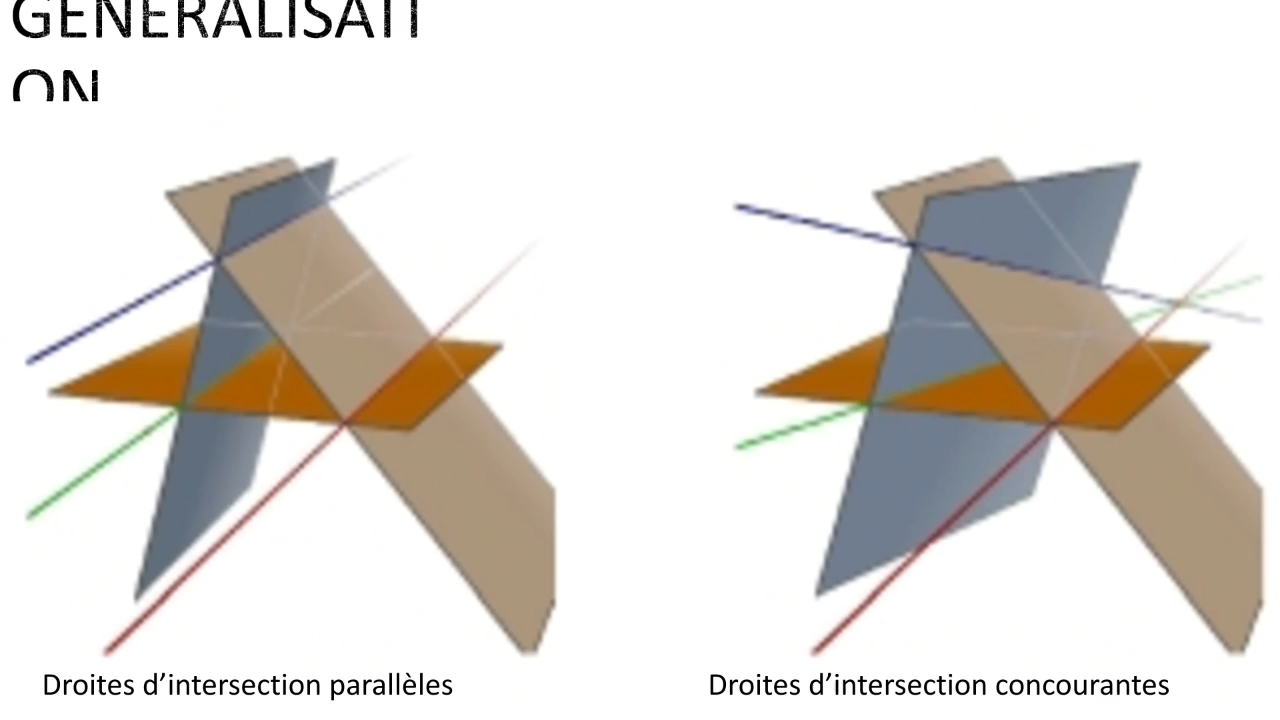 GENERALISATI
ON
Droites d’intersection parallèles
Droites d’intersection concourantes